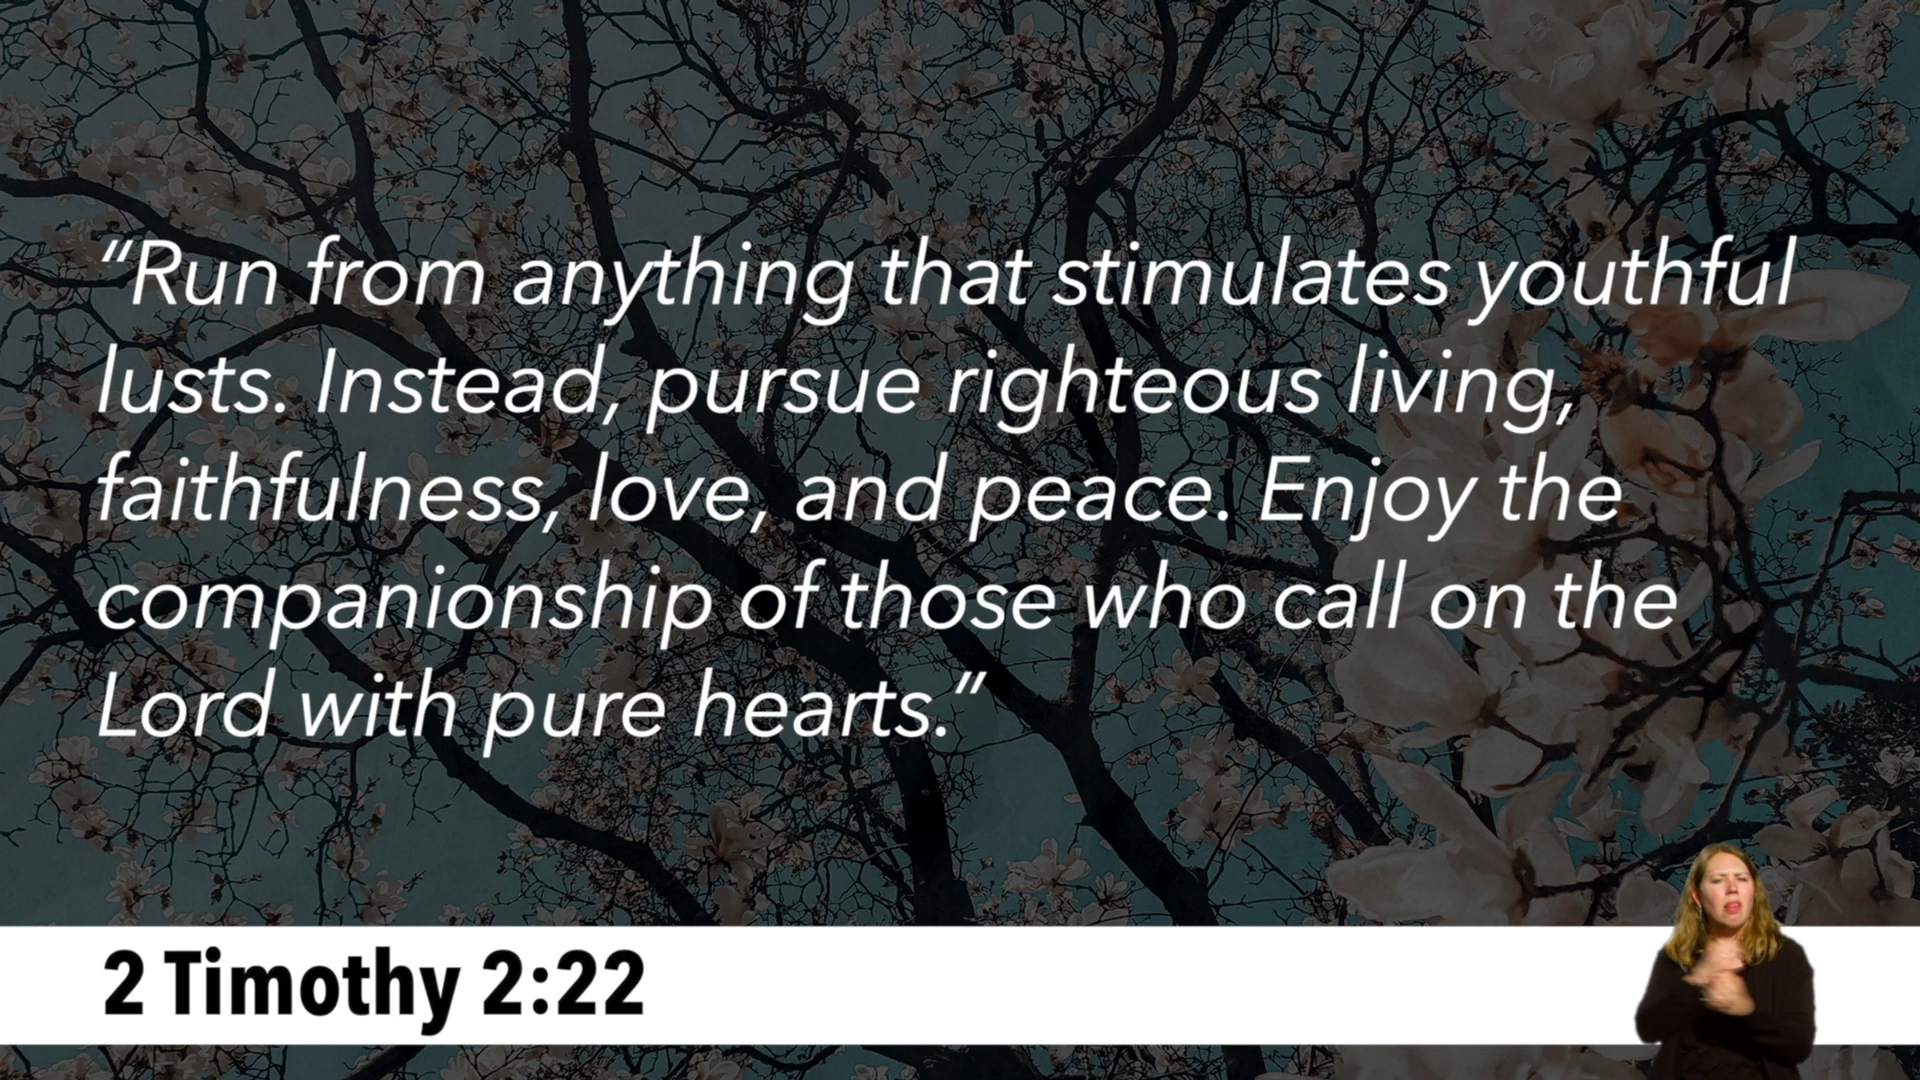 “Run from anything that stimulates youthful
lusts. Instead, pursue righteous living,
faithfulness, love, and peace. Enjoy the
companionship of those who call on the
Lord with pure hearts.”
2 Timothy 2:22